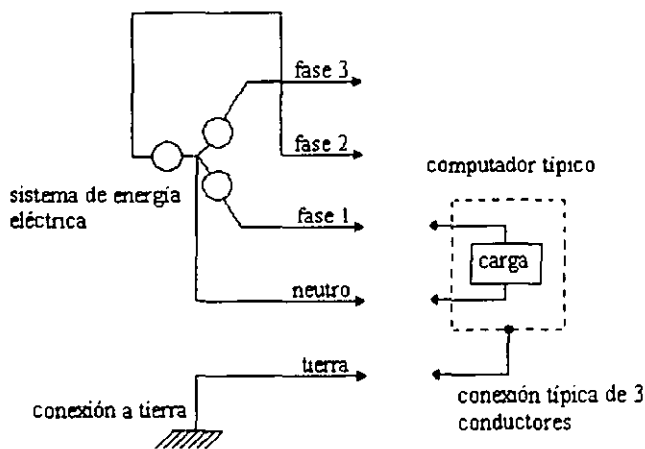 fase 3
fase 2
computador típico
sistema de energía
eléctrica
fase 1
carga
neutro
tierra
conexión a tierra
conexión típica de 3
conductores